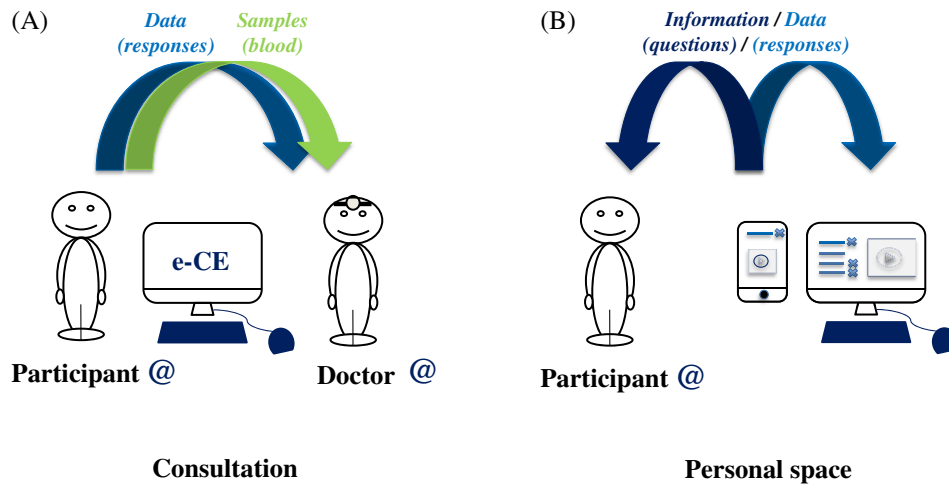 (A)
Data
(responses)
Samples
(blood)
e-CE
Participant @
Doctor @
Consultation
(B)
Information / Data
(questions) / (responses)
Participant @
Personal space